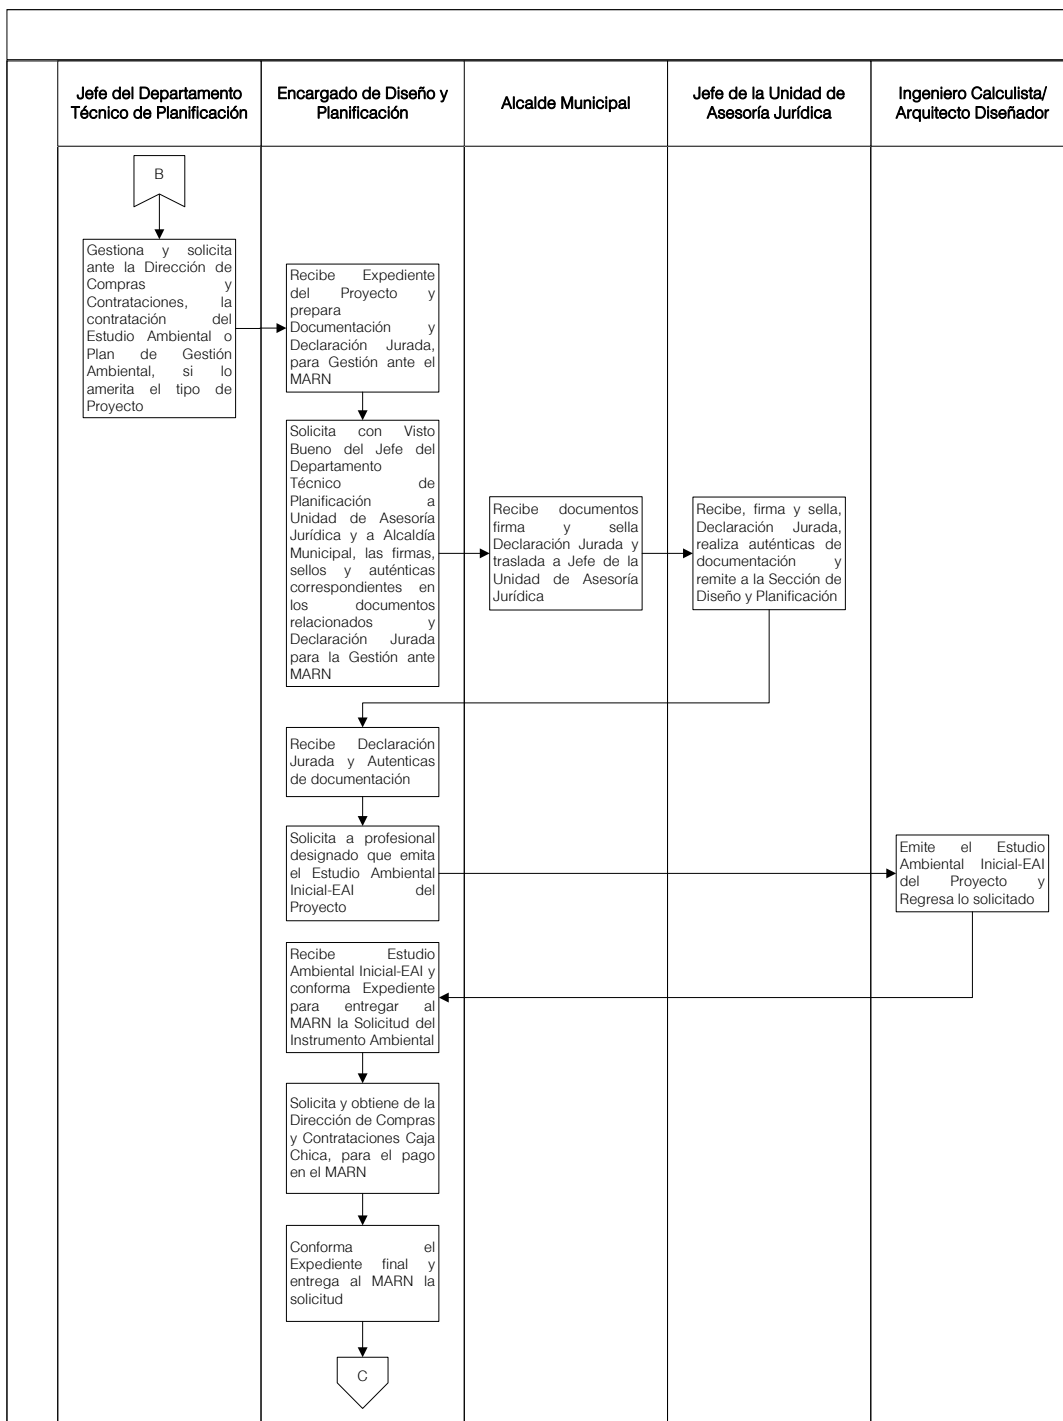 Jefe del Departamento
Técnico de Planificación
Encargado de Diseño y
Planificación
Alcalde Municipal
Jefe de la Unidad de
Asesoría Jurídica
Ingeniero Calculista/
Arquitecto Diseñador
B
Gestiona y solicita
ante la Dirección de
Compras y
Contrataciones, la
contratación del
Estudio Ambiental o
Plan de Gestión
Ambiental, si lo
amerita el tipo de
Proyecto
Recibe Expediente
del Proyecto y
prepara
Documentación y
Declaración Jurada,
para Gestión ante el
MARN
Solicita con Visto
Bueno del Jefe del
Departamento
Técnico de
Planificación a
Unidad de Asesoría
Jurídica y a Alcaldía
Municipal, las firmas,
sellos y auténticas
correspondientes en
los documentos
relacionados y
Declaración Jurada
para la Gestión ante
MARN
Recibe documentos
firma y sella
Declaración Jurada y
traslada a Jefe de la
Unidad de Asesoría
Jurídica
Recibe, firma y sella,
Declaración Jurada,
realiza auténticas de
documentación y
remite a la Sección de
Diseño y Planificación
Recibe Declaración
Jurada y Autenticas
de documentación
Solicita a profesional
designado que emita
el Estudio Ambiental
Inicial-EAI del
Proyecto
Emite el Estudio
Ambiental Inicial-EAI
del Proyecto y
Regresa lo solicitado
Recibe Estudio
Ambiental Inicial-EAI y
conforma Expediente
para entregar al
MARN la Solicitud del
Instrumento Ambiental
Solicita y obtiene de la
Dirección de Compras
y Contrataciones Caja
Chica, para el pago
en el MARN
Conforma el
Expediente final y
entrega al MARN la
solicitud
C